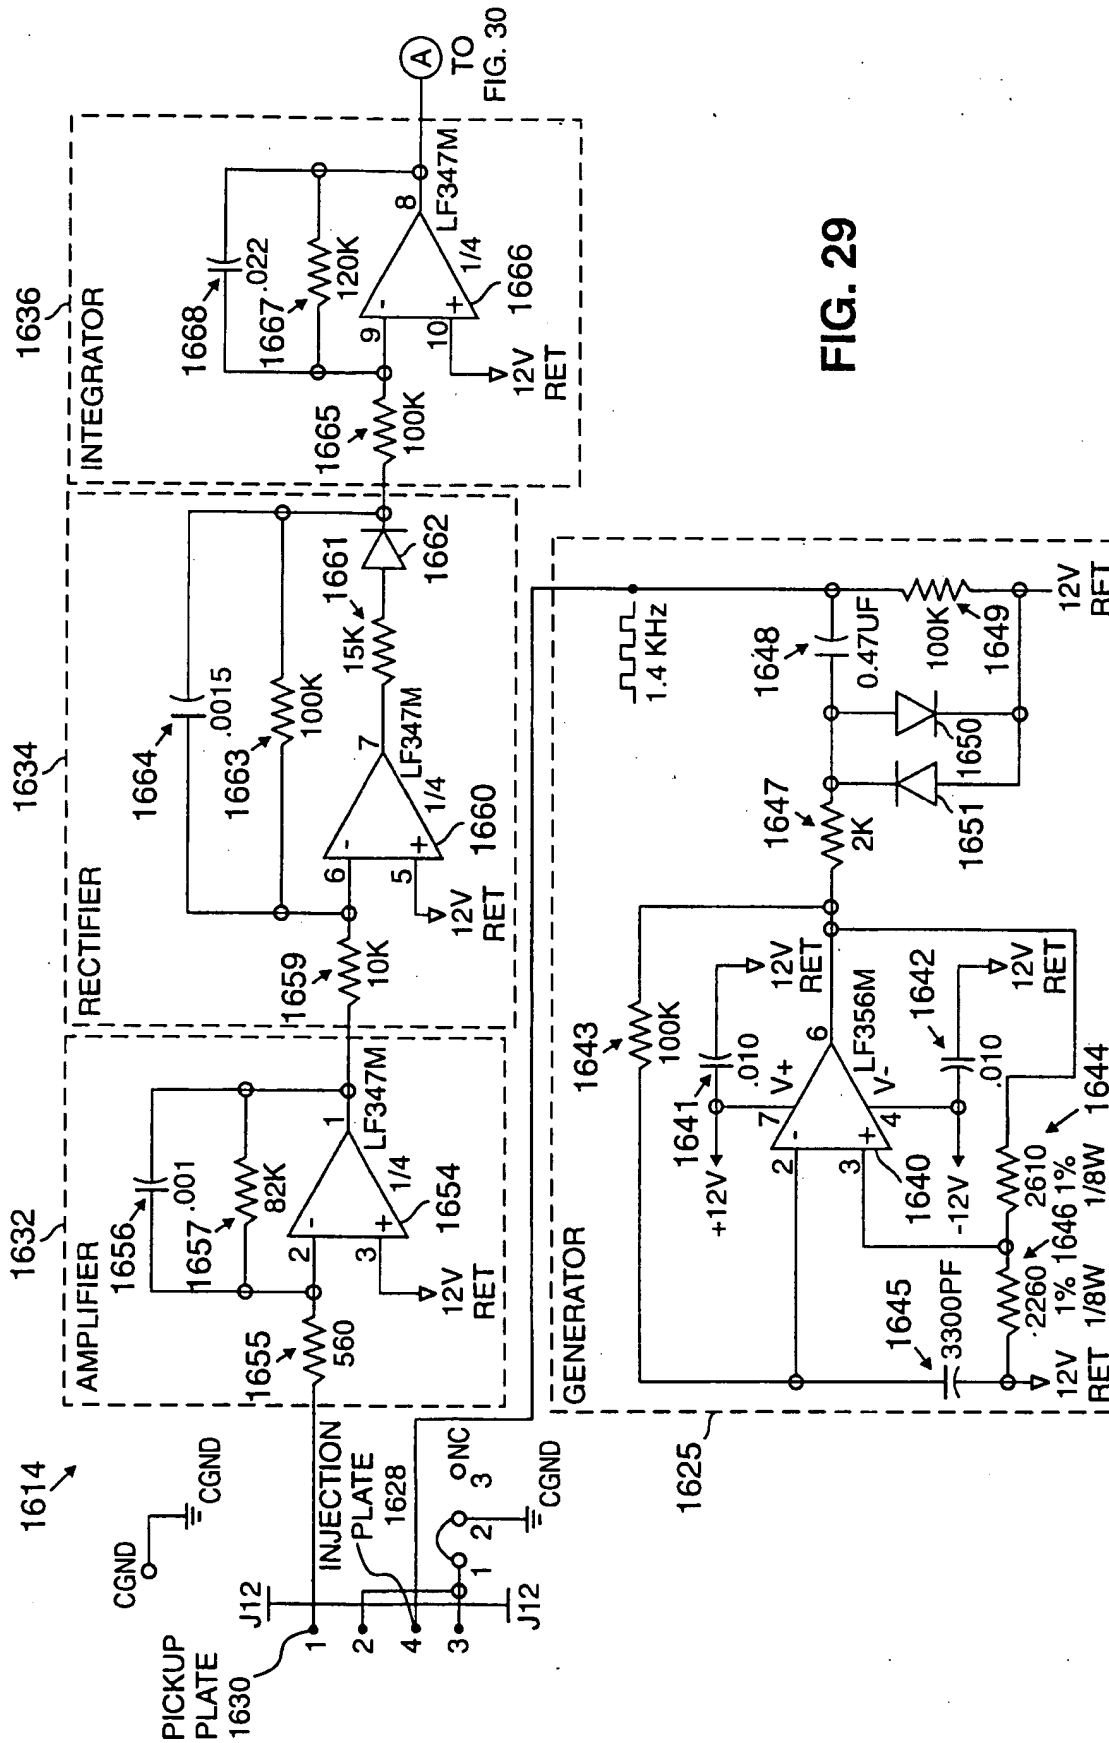 1614
CGND
CGND
PICKUP
PLATE
1630
J12
1
2
4
3
J12
INJECTION
PLATE
1628
1
2
3
NC
CGND
1632
AMPLIFIER
1656
.001
1657
82K
1655
560
2
3
1
LF347M
1/4
1654
12V
RET
1634
RECTIFIER
1664
.0015
1663
100K
1659
10K
6
5
7
LF347M
1/4
1660
12V
RET
1661
15K
1662
1636
INTEGRATOR
1668
.022
1667
120K
1665
100K
9
10
8
LF347M
1/4
1666
12V
RET
A
TO
FIG. 30
1625
GENERATOR
1643
100K
1641
.010
12V
RET
+12V
7
V+
2
3
6
LF356M
V-
4
1640
-12V
1642
.010
12V
RET
1645
3300PF
2260
1%
1/8W
1646
2610
1%
1/8W
1644
12V
RET
1647
2K
1651
1650
1648
0.47UF
100K
1649
12V
RET
1.4 KHz
FIG. 29